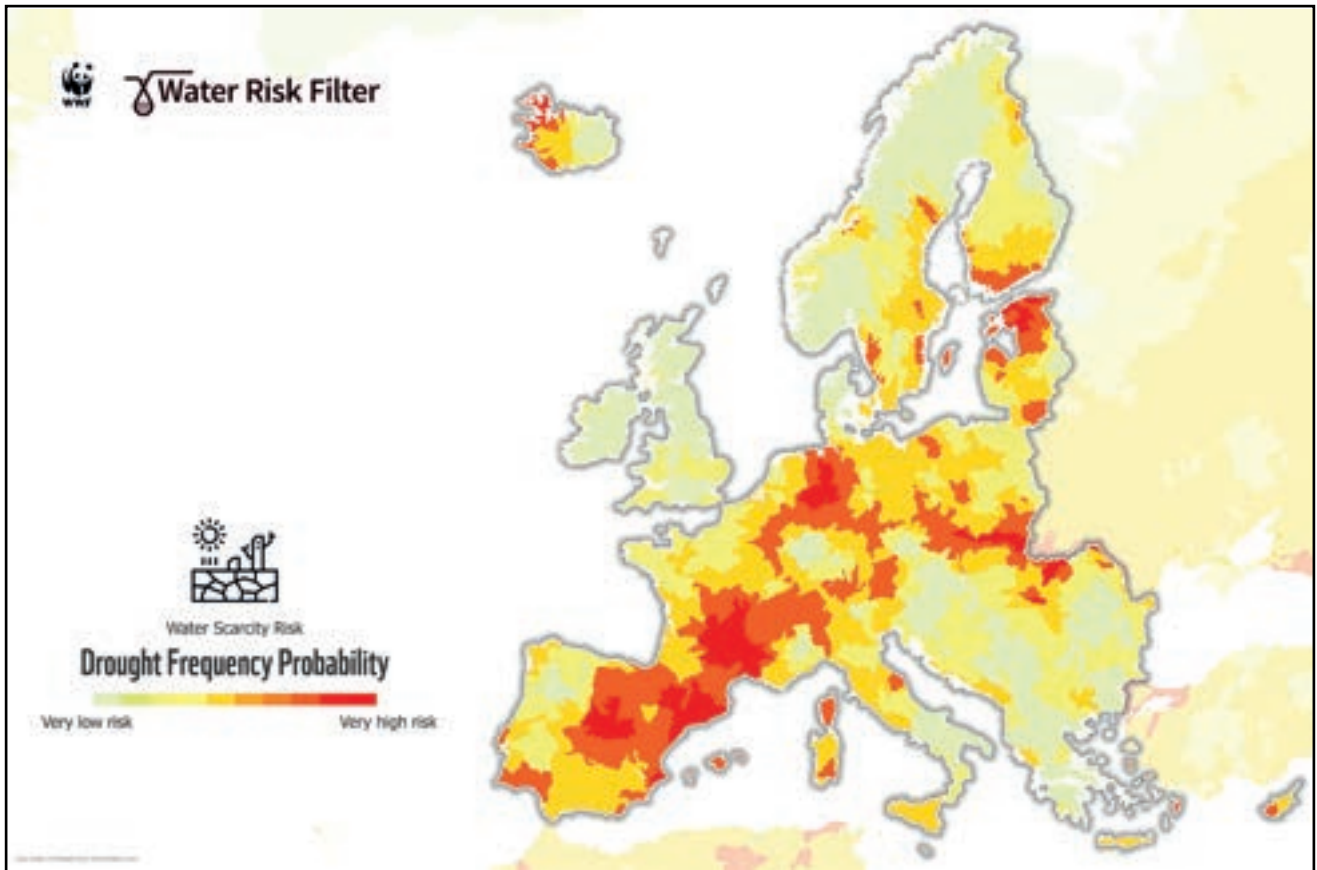 WWF
Water Risk Filter
Water Scarcity Risk
Drought Frequency Probability
Very low risk
Very high risk